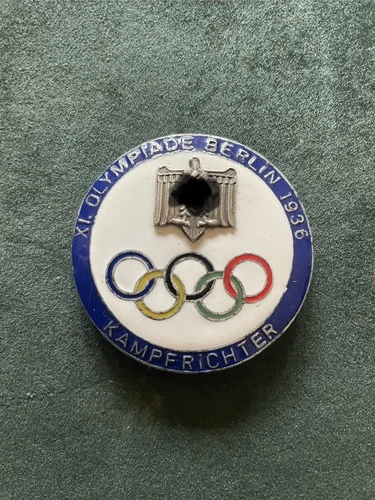 XI. OLYMPIADE BERLIN 1936
KAMPFRiCHTER